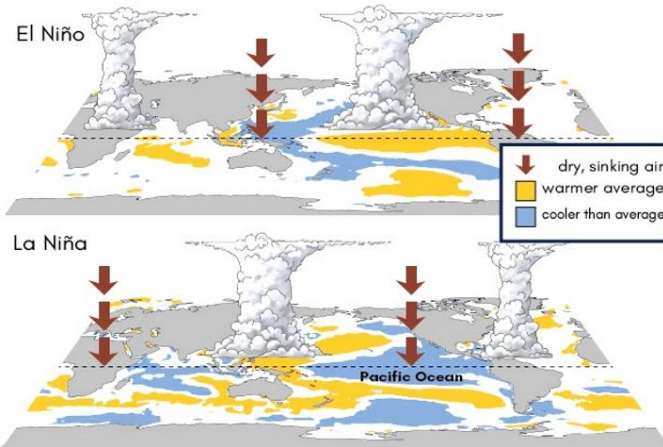 El Niño
dry, sinking air
warmer average
cooler than average
La Niña
Pacific Ocean